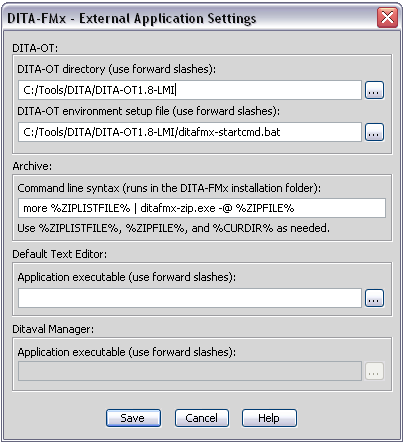 DITA-FMx - External Application Settings
DITA-OT:
DITA-OT directory (use forward slashes):
C:/Tools/DITA/DITA-OT1.8-LMI
...
DITA-OT environment setup file (use forward slashes):
C:/Tools/DITA/DITA-OT1.8-LMI/ditafmx-startcmd.bat
...
Archive:
Command line syntax (runs in the DITA-FMx installation folder):
more %ZIPLISTFILE% | ditafmx-zip.exe -@ %ZIPFILE%
Use %ZIPLISTFILE%, %ZIPFILE%, and %CURDIR% as needed.
Default Text Editor:
Application executable (use forward slashes):
...
Ditaval Manager:
Application executable (use forward slashes):
...
Save Cancel Help